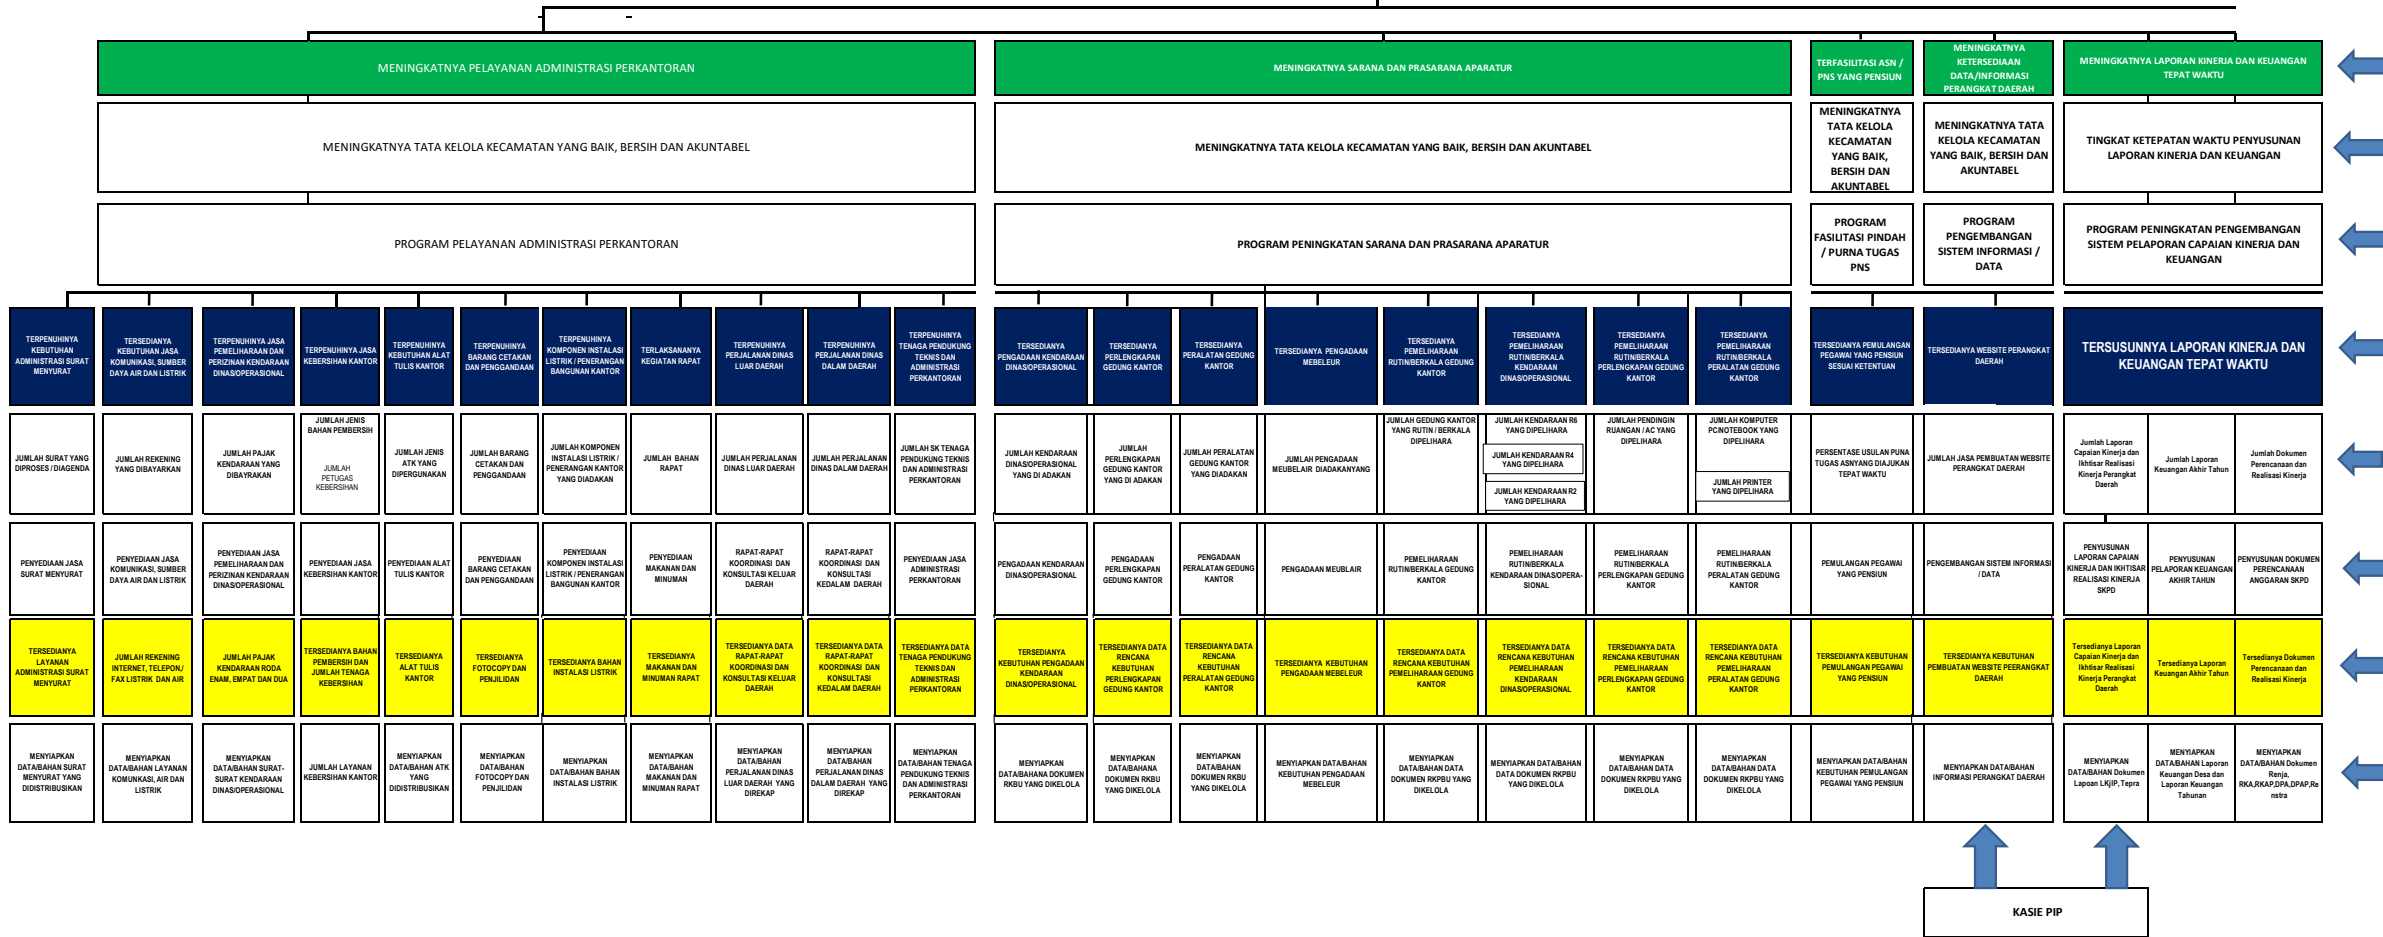 MENINGKATNYA PELAYANAN ADMINISTRASI PERKANTORAN
MENINGKATNYA SARANA DAN PRASARANA APARATUR
TERFASILITASI ASN /
PNS YANG PENSIUN
MENINGKATNYA
KETERSEDIAAN
DATA/INFORMASI
PERANGKAT DAERAH
MENINGKATNYA LAPORAN KINERJA DAN KEUANGAN
TEPAT WAKTU
MENINGKATNYA TATA KELOLA KECAMATAN YANG BAIK, BERSIH DAN AKUNTABEL
MENINGKATNYA TATA KELOLA KECAMATAN YANG BAIK, BERSIH DAN AKUNTABEL
MENINGKATNYA
TATA KELOLA
KECAMATAN
YANG BAIK,
BERSIH DAN
AKUNTABEL
MENINGKATNYA TATA
KELOLA KECAMATAN
YANG BAIK, BERSIH DAN
AKUNTABEL
TINGKAT KETEPATAN WAKTU PENYUSUNAN
LAPORAN KINERJA DAN KEUANGAN
PROGRAM PELAYANAN ADMINISTRASI PERKANTORAN
PROGRAM PENINGKATAN SARANA DAN PRASARANA APARATUR
PROGRAM
FASILITASI PINDAH
/ PURNA TUGAS
PNS
PROGRAM
PENGEMBANGAN
SISTEM INFORMASI /
DATA
PROGRAM PENINGKATAN PENGEMBANGAN
SISTEM PELAPORAN CAPAIAN KINERJA DAN
KEUANGAN
TERPENUHINYA
KEBUTUHAN
ADMINISTRASI SURAT
MENYURAT
TERSEDIANYA
KEBUTUHAN JASA
KOMUNIKASI, SUMBER
DAYA AIR DAN LISTRIK
TERPENUHINYA JASA
PEMELIHARAAN DAN
PERIZINAN KENDARAAN
DINAS/OPERASIONAL
TERPENUHINYA JASA
KEBERSIHAN KANTOR
TERPENUHINYA
KEBUTUHAN ALAT
TULIS KANTOR
TERPENUHINYA
BARANG CETAKAN
DAN PENGGANDAAN
TERPENUHINYA
KOMPONEN INSTALASI
LISTRIK / PENERANGAN
BANGUNAN KANTOR
TERLAKSANANYA
KEGIATAN RAPAT
TERPENUHINYA
PERJALANAN DINAS
LUAR DAERAH
TERPENUHINYA
PERJALANAN DINAS
DALAM DAERAH
TERPENUHINYA
TENAGA PENDUKUNG
TEKNIS DAN
ADMINISTRASI
PERKANTORAN
TERSEDIANYA
PENGADAAN KENDARAAN
DINAS/OPERASIONAL
TERSEDIANYA
PERLENGKAPAN
GEDUNG KANTOR
TERSEDIANYA
PERALATAN GEDUNG
KANTOR
TERSEDIANYA PENGADAAN
MEBELEUR
TERSEDIANYA
PEMELIHARAAN
RUTIN/BERKALA GEDUNG
KANTOR
TERSEDIANYA
PEMELIHARAAN
RUTIN/BERKALA
KENDARAAN
DINAS/OPERASIONAL
TERSEDIANYA
PEMELIHARAAN
RUTIN/BERKALA
PERLENGKAPAN GEDUNG
KANTOR
TERSEDIANYA
PEMELIHARAAN
RUTIN/BERKALA
PERALATAN GEDUNG
KANTOR
TERSEDIANYA PEMULANGAN
PEGAWAI YANG PENSIUN
SESUAI KETENTUAN
TERSEDIANYA WEBSITE PERANGKAT
DAERAH
TERSUSUNNYA LAPORAN KINERJA DAN
KEUANGAN TEPAT WAKTU
JUMLAH SURAT YANG
DIPROSES / DIAGENDA
JUMLAH REKENING
YANG DIBAYARKAN
JUMLAH PAJAK
KENDARAAN YANG
DIBAYRAKAN
JUMLAH JENIS
BAHAN PEMBERSIH
JUMLAH
PETUGAS
KEBERSIHAN
JUMLAH JENIS
ATK YANG
DIPERGUNAKAN
JUMLAH BARANG
CETAKAN DAN
PENGGANDAAN
JUMLAH KOMPONEN
INSTALASI LISTRIK /
PENERANGAN KANTOR
YANG DIADAKAN
JUMLAH BAHAN
RAPAT
JUMLAH PERJALANAN
DINAS LUAR DAERAH
JUMLAH PERJALANAN
DINAS DALAM DAERAH
JUMLAH SK TENAGA
PENDUKUNG TEKNIS
DAN ADMINISTRASI
PERKANTORAN
JUMLAH KENDARAAN
DINAS/OPERASIONAL
YANG DI ADAKAN
JUMLAH
PERLENGKAPAN
GEDUNG KANTOR
YANG DI ADAKAN
JUMLAH PERALATAN
GEDUNG KANTOR
YANG DIADAKAN
JUMLAH PENGADAAN
MEUBELAIR DIADAKANYANG
JUMLAH GEDUNG KANTOR
YANG RUTIN / BERKALA
DIPELIHARA
JUMLAH KENDARAAN R6
YANG DIPELIHARA
JUMLAH KENDARAAN R4
YANG DIPELIHARA
JUMLAH KENDARAAN R2
YANG DIPELIHARA
JUMLAH PENDINGIN
RUANGAN / AC YANG
DIPELIHARA
JUMLAH KOMPUTER
PC/NOTEBOOK YANG
DIPELIHARA
JUMLAH PRINTER
YANG DIPELIHARA
PERSENTASE USULAN PUNA
TUGAS ASNYANG DIAJUKAN
TEPAT WAKTU
JUMLAH JASA PEMBUATAN WEBSITE
PERANGKAT DAERAH
Jumlah Laporan
Capaian Kinerja dan
Ikhtisar Realisasi
Kinerja Perangkat
Daerah
Jumlah Laporan
Keuangan Akhir Tahun
Jumlah Dokumen
Perencanaan dan
Realisasi Kinerja
PENYEDIAAN JASA
SURAT MENYURAT
PENYEDIAAN JASA
KOMUNIKASI, SUMBER
DAYA AIR DAN LISTRIK
PENYEDIAAN JASA
PEMELIHARAAN DAN
PERIZINAN KENDARAAN
DINAS/OPERASIONAL
PENYEDIAAN JASA
KEBERSIHAN KANTOR
PENYEDIAAN ALAT
TULIS KANTOR
PENYEDIAAN
BARANG CETAKAN
DAN PENGGANDAAN
PENYEDIAAN
KOMPONEN INSTALASI
LISTRIK / PENERANGAN
BANGUNAN KANTOR
PENYEDIAAN
MAKANAN DAN
MINUMAN
RAPAT-RAPAT
KOORDINASI DAN
KONSULTASI KELUAR
DAERAH
RAPAT-RAPAT
KOORDINASI DAN
KONSULTASI
KEDALAM DAERAH
PENYEDIAAN JASA
ADMINISTRASI
PERKANTORAN
PENGADAAN KENDARAAN
DINAS/OPERASIONAL
PENGADAAN
PERLENGKAPAN
GEDUNG KANTOR
PENGADAAN
PERALATAN GEDUNG
KANTOR
PENGADAAN MEUBLAIR
PEMELIHARAAN
RUTIN/BERKALA GEDUNG
KANTOR
PEMELIHARAAN
RUTIN/BERKALA
KENDARAAN DINAS/OPERA-
SIONAL
PEMELIHARAAN
RUTIN/BERKALA
PERLENGKAPAN GEDUNG
KANTOR
PEMELIHARAAN
RUTIN/BERKALA
PERALATAN GEDUNG
KANTOR
PEMULANGAN PEGAWAI
YANG PENSIUN
PENGEMBANGAN SISTEM INFORMASI
/ DATA
PENYUSUNAN
LAPORAN CAPAIAN
KINERJA DAN IKHTISAR
REALISASI KINERJA
SKPD
PENYUSUNAN
PELAPORAN KEUANGAN
AKHIR TAHUN
PENYUSUNAN DOKUMEN
PERENCANAAN
ANGGARAN SKPD
TERSEDIANYA
LAYANAN
ADMINISTRASI SURAT
MENYURAT
JUMLAH REKENING
INTERNET, TELEPON,/
FAX LISTRIK DAN AIR
JUMLAH PAJAK
KENDARAAN RODA
ENAM, EMPAT DAN DUA
TERSEDIANYA BAHAN
PEMBERSIH DAN
JUMLAH TENAGA
KEBERSIHAN
TERSEDIANYA
ALAT TULIS
KANTOR
TERSEDIANYA
FOTOCOPY DAN
PENJILIDAN
TERSEDIANYA BAHAN
INSTALASI LISTRIK
TERSEDIANYA
MAKANAN DAN
MINUMAN RAPAT
TERSEDIANYA DATA
RAPAT-RAPAT
KOORDINASI DAN
KONSULTASI KELUAR
DAERAH
TERSEDIANYA DATA
RAPAT-RAPAT
KOORDINASI DAN
KONSULTASI
KEDALAM DAERAH
TERSEDIANYA DATA
TENAGA PENDUKUNG
TEKNIS DAN
ADMINISTRASI
PERKANTORAN
TERSEDIANYA
KEBUTUHAN PENGADAAN
KENDARAAN
DINAS/OPERASIONAL
TERSEDIANYA DATA
RENCANA
KEBUTUHAN
PERLENGKAPAN
GEDUNG KANTOR
TERSEDIANYA DATA
RENCANA
KEBUTUHAN
PERALATAN GEDUNG
KANTOR
TERSEDIANYA KEBUTUHAN
PENGADAAN MEBELEUR
TERSEDIANYA DATA
RENCANA KEBUTUHAN
PEMELIHARAAN GEDUNG
KANTOR
TERSEDIANYA DATA
RENCANA KEBUTUHAN
PEMELIHARAAN
KENDARAAN
DINAS/OPERASIONAL
TERSEDIANYA DATA
RENCANA KEBUTUHAN
PEMELIHARAAN
PERLENGKAPAN GEDUNG
KANTOR
TERSEDIANYA DATA
RENCANA KEBUTUHAN
PEMELIHARAAN
PERALATAN GEDUNG
KANTOR
TERSEDIANYA KEBUTUHAN
PEMULANGAN PEGAWAI
YANG PENSIUN
TERSEDIANYA KEBUTUHAN
PEMBUATAN WEBSITE PEERANGKAT
DAERAH
Tersedianya Laporan
Capaian Kinerja dan
Ikhtisar Realisasi
Kinerja Perangkat
Daerah
Tersedianya Laporan
Keuangan Akhir Tahun
Tersedianya Dokumen
Perencanaan dan
Realisasi Kinerja
MENYIAPKAN
DATA/BAHAN SURAT
MENYURAT YANG
DIDISTRIBUSIKAN
MENYIAPKAN
DATA/BAHAN LAYANAN
KOMUNKASI, AIR DAN
LISTRIK
MENYIAPKAN
DATA/BAHAN SURAT-
SURAT KENDARAAN
DINAS/OPERASIONAL
JUMLAH LAYANAN
KEBERSIHAN KANTOR
MENYIAPKAN
DATA/BAHAN ATK
YANG
DIDISTRIBUSIKAN
MENYIAPKAN
DATA/BAHAN
FOTOCOPY DAN
PENJILIDAN
MENYIAPKAN
DATA/BAHAN BAHAN
INSTALASI LISTRIK
MENYIAPKAN
DATA/BAHAN
MAKANAN DAN
MINUMAN RAPAT
MENYIAPKAN
DATA/BAHAN
PERJALANAN DINAS
LUAR DAERAH YANG
DIREKAP
MENYIAPKAN
DATA/BAHAN
PERJALANAN DINAS
DALAM DAERAH YANG
DIREKAP
MENYIAPKAN
DATA/BAHAN TENAGA
PENDUKUNG TEKNIS
DAN ADMINISTRASI
PERKANTORAN
MENYIAPKAN
DATA/BAHANA DOKUMEN
RKBU YANG DIKELOLA
MENYIAPKAN
DATA/BAHANA
DOKUMEN RKBU
YANG DIKELOLA
MENYIAPKAN
DATA/BAHAN
DOKUMEN RKBU
YANG DIKELOLA
MENYIAPKAN DATA/BAHAN
KEBUTUHAN PENGADAAN
MEBELEUR
MENYIAPKAN
DATA/BAHAN DATA
DOKUMEN RKPBU YANG
DIKELOLA
MENYIAPKAN DATA/BAHAN
DATA DOKUMEN RKPBU
YANG DIKELOLA
MENYIAPKAN
DATA/BAHAN DATA
DOKUMEN RKPBU YANG
DIKELOLA
MENYIAPKAN
DATA/BAHAN DATA
DOKUMEN RKPBU YANG
DIKELOLA
MENYIAPKAN DATA/BAHAN
KEBUTUHAN PEMULANGAN
PEGAWAI YANG PENSIUN
MENYIAPKAN DATA/BAHAN
INFORMASI PERANGKAT DAERAH
MENYIAPKAN
DATA/BAHAN Dokumen
Lapoan LKjIP, Tepra
MENYIAPKAN
DATA/BAHAN Laporan
Keuangan Desa dan
Laporan Keuangan
Tahunan
MENYIAPKAN
DATA/BAHAN Dokumen
Renja,
RKA,RKAP,DPA,DPAP,Re
nstra
KASIE PIP